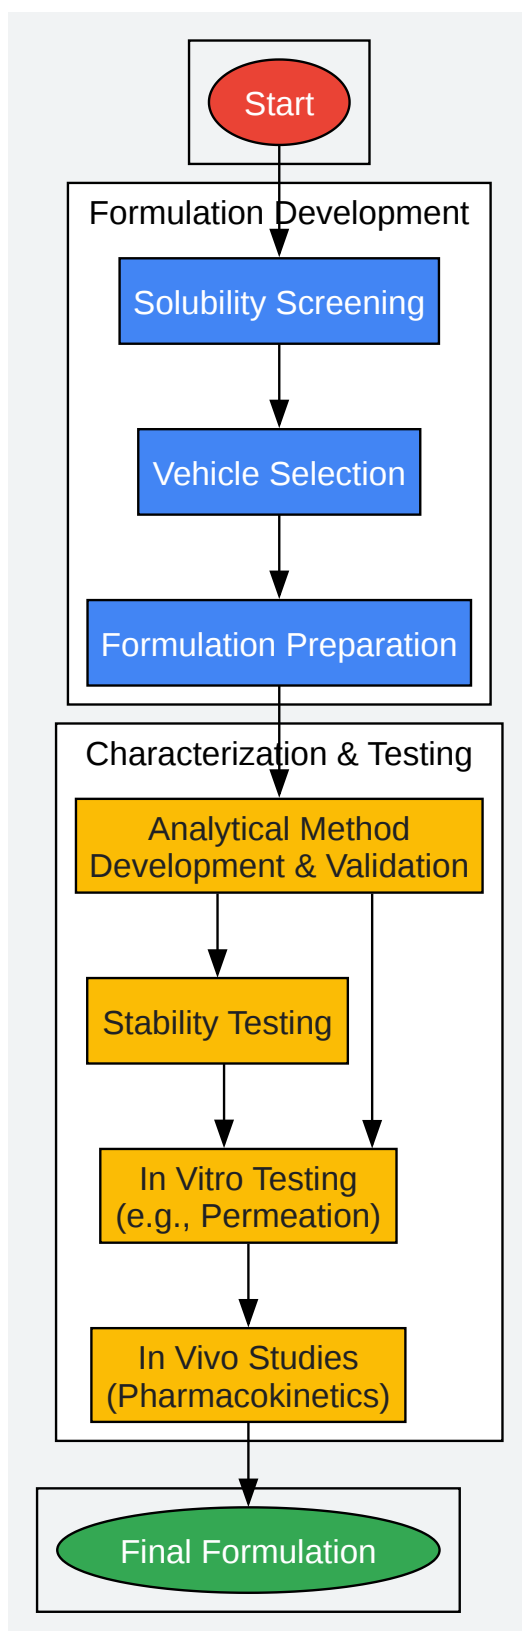 Start
Formulation Development
Solubility Screening
Vehicle Selection
Formulation Preparation
Characterization & Testing
Analytical Method
Development & Validation
Stability Testing
In Vitro Testing
(e.g., Permeation)
In Vivo Studies
(Pharmacokinetics)
Final Formulation